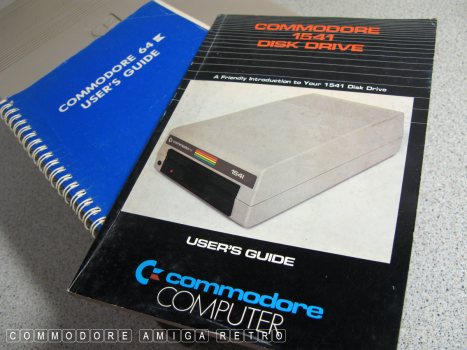 COMMODORE 64
USER'S GUIDE
COMMODORE
1541
DISK DRIVE
A Friendly Introduction to Your 1541 Disk Drive
commodore
1541
USER'S GUIDE
commodore
COMPUTER
COMMODORE AMIGA RETRO